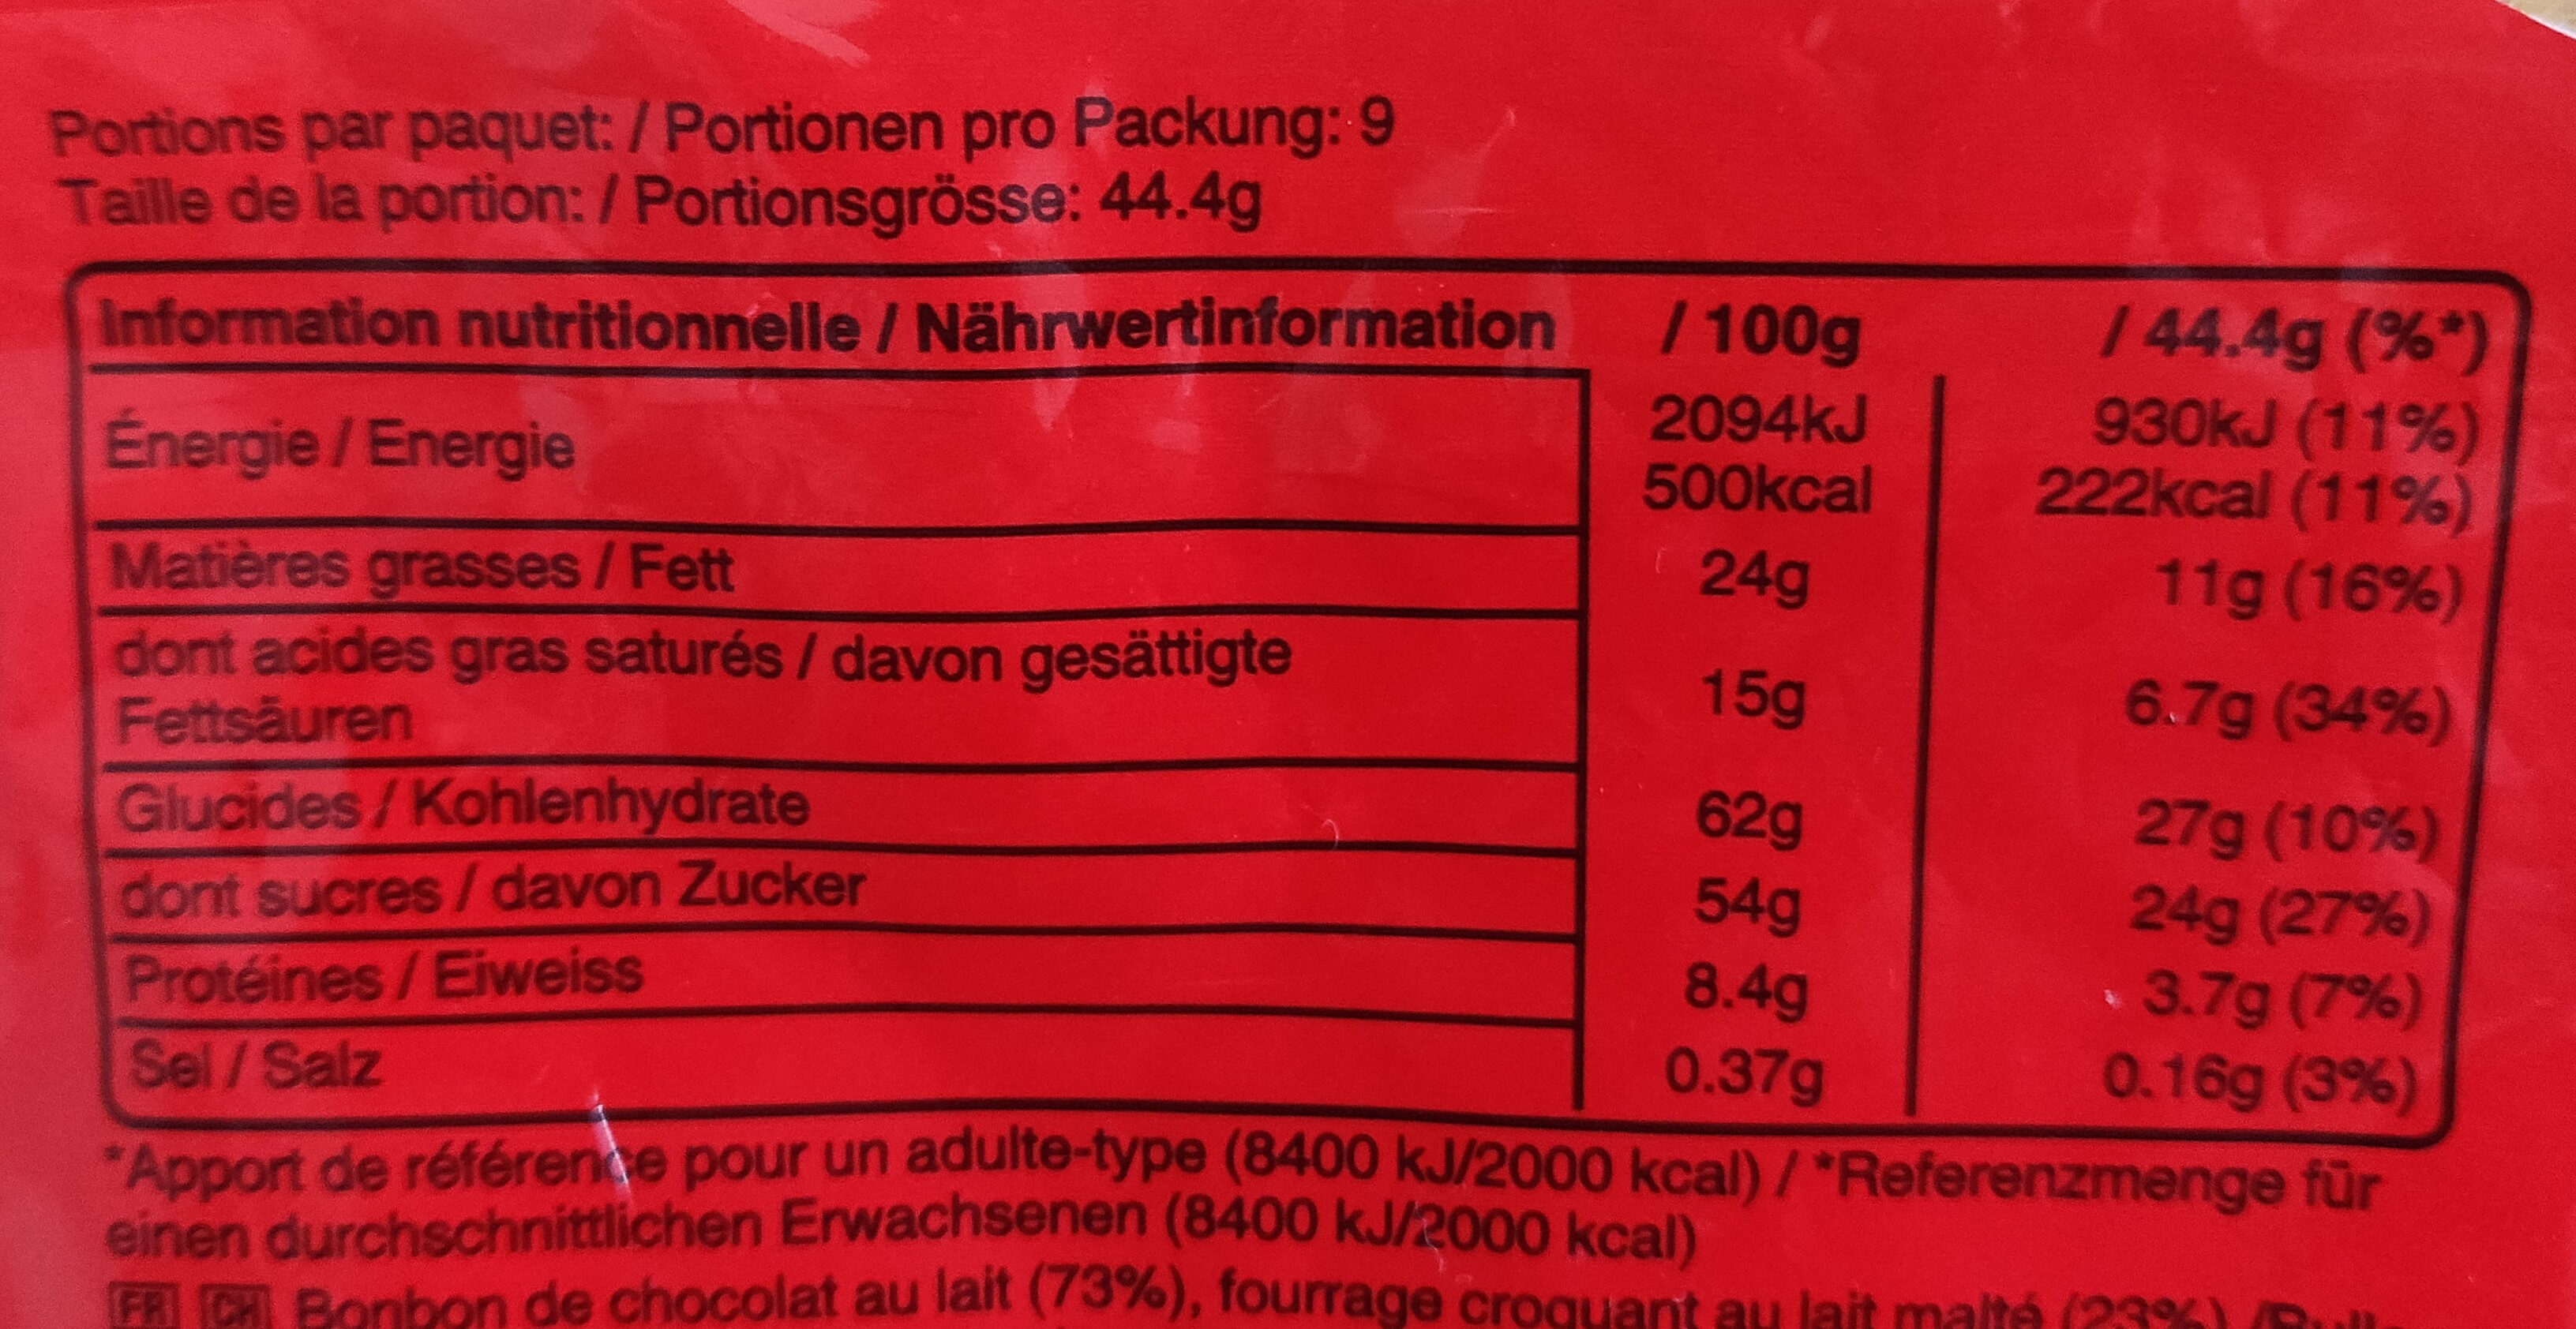 Portions par paquet: / Portionen pro Packung: 9
Taille de la portion: / Portionsgrösse: 44.4g
Information nutritionnelle / Nährwertinformation / 100g / 44.4g (%*)
Énergie / Energie 2094kJ 930kJ (11%)
500kcal 222kcal (11%)
Matières grasses / Fett 24g 11g (16%)
dont acides gras saturés / davon gesättigte
Fettsäuren 15g 6.7g (34%)
Glucides / Kohlenhydrate 62g 27g (10%)
dont sucres / davon Zucker 54g 24g (27%)
Protéines / Eiweiss 8.4g 3.7g (7%)
Sel / Salz 0.37g 0.16g (3%)
*Apport de référence pour un adulte-type (8400 kJ/2000 kcal) / *Referenzmenge für
einen durchschnittlichen Erwachsenen (8400 kJ/2000 kcal)
FR CH Bonbon de chocolat au lait (73%), fourrage croquant au lait malté (23%)